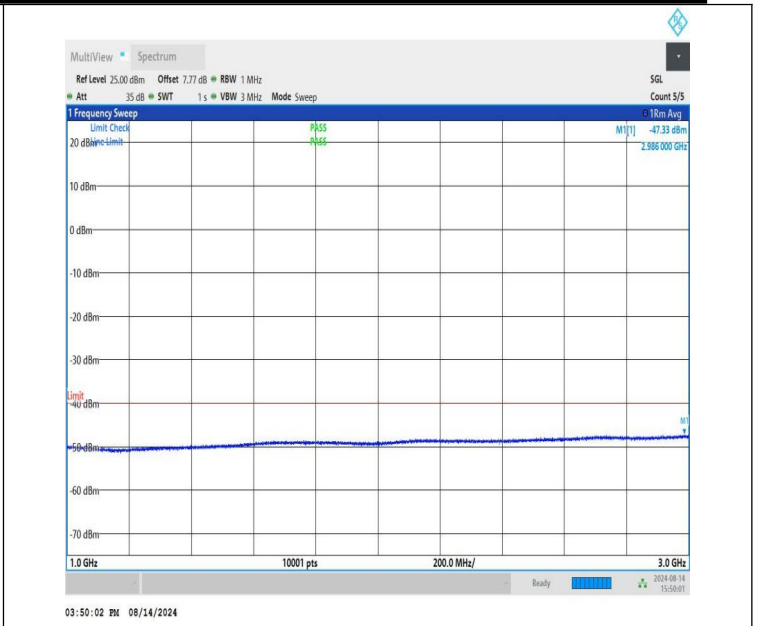 MultiView Spectrum
Ref Level 25.00 dBm Offset 7.77 dB RBW 1 MHz SGL
Att 35 dB SWT 1 s VBW 3 MHz Mode Sweep Count 5/5
1 Frequency Sweep 1Rm Avg
Limit Check PASS M1[1] -47.33 dBm
Line Limit PASS 2.986 000 GHz
20 dBm
10 dBm
0 dBm
-10 dBm
-20 dBm
-30 dBm
Limit
-40 dBm
M1
-50 dBm
-60 dBm
-70 dBm
1.0 GHz 10001 pts 200.0 MHz/ 3.0 GHz
Ready 2024-08-14
15:50:01
03:50:02 PM 08/14/2024